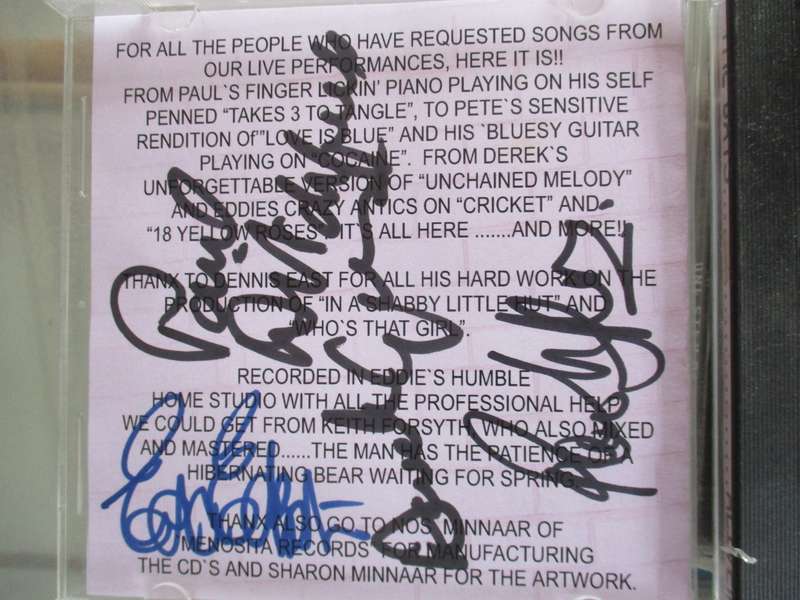 FOR ALL THE PEOPLE WHO HAVE REQUESTED SONGS FROM
OUR LIVE PERFORMANCES, HERE IT IS!!
FROM PAUL`S FINGER LICKIN' PIANO PLAYING ON HIS SELF
PENNED “TAKES 3 TO TANGLE”, TO PETE`S SENSITIVE
RENDITION OF”LOVE IS BLUE” AND HIS `BLUESY GUITAR
PLAYING ON “COCAINE”. FROM DEREK`S
UNFORGETTABLE VERSION OF “UNCHAINED MELODY”
AND EDDIES CRAZY ANTICS ON “CRICKET” AND
“18 YELLOW ROSES”. IT`S ALL HERE .......AND MORE!!
THANX TO DENNIS EAST FOR ALL HIS HARD WORK ON THE
PRODUCTION OF “IN A SHABBY LITTLE HUT” AND
“WHO`S THAT GIRL”.
RECORDED IN EDDIE`S HUMBLE
HOME STUDIO WITH ALL THE PROFESSIONAL HELP
WE COULD GET FROM KEITH FORSYTH, WHO ALSO MIXED
AND MASTERED......THE MAN HAS THE PATIENCE OF A
HIBERNATING BEAR WAITING FOR SPRING.
THANX ALSO GO TO NOS. MINNAAR OF
`MENOSITA RECORDS` FOR MANUFACTURING
THE CD`S AND SHARON MINNAAR FOR THE ARTWORK.